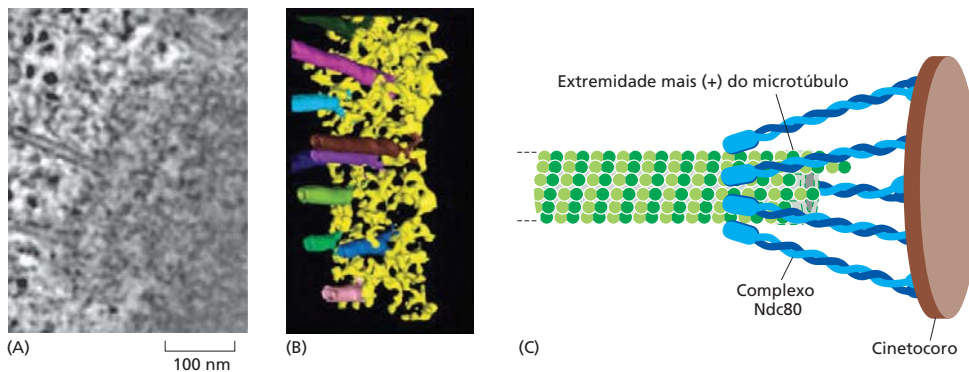 Extremidade mais (+) do microtúbulo
Complexo
Ndc80
Cinetocoro
(A)
100 nm
(B)
(C)